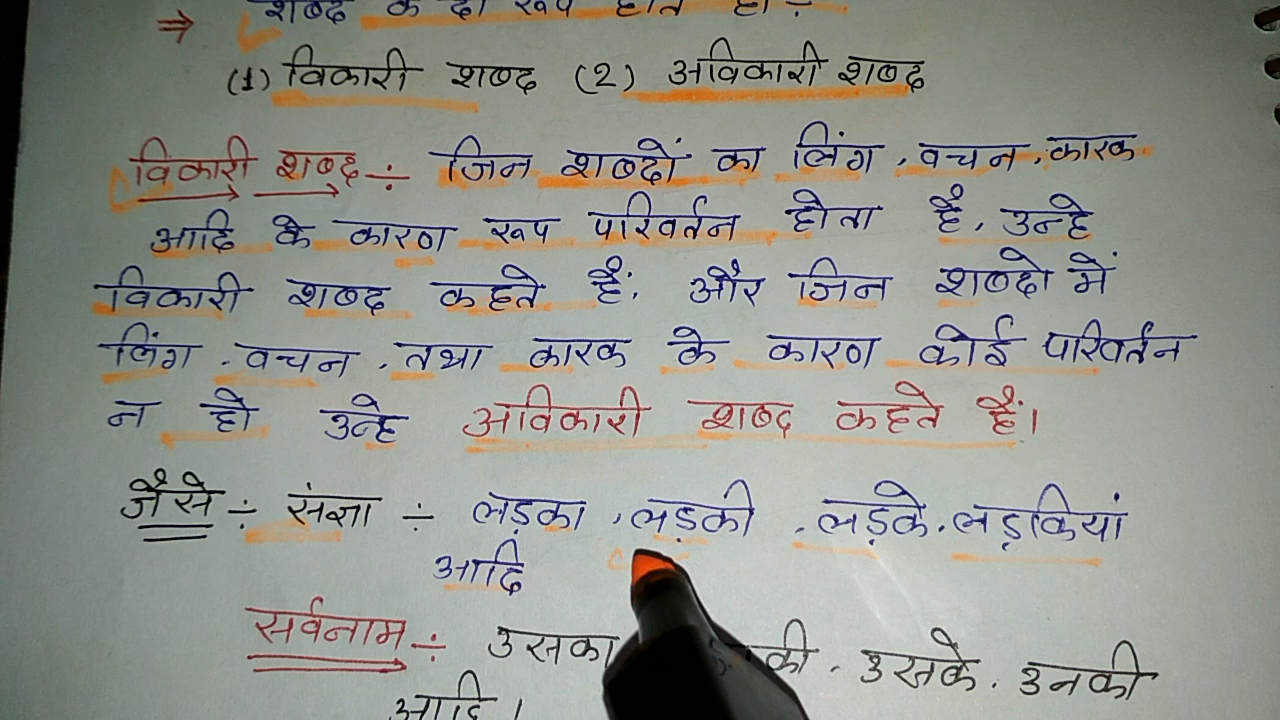 ⇒ शब्द के दो रूप होते है ÷
(1) विकारी शब्द (2) अविकारी शब्द
विकारी शब्द ÷ जिन शब्दों का लिंग, वचन, कारक
आदि के कारण रूप परिवर्तन होता है, उन्हे
विकारी शब्द कहते हैं, और जिन शब्दो में
लिंग, वचन, तथा कारक के कारण कोई परिवर्तन
न हो उन्हे अविकारी शब्द कहते हैं।
जैसे ÷ संज्ञा ÷ लड़का, लड़की, लड़के, लड़कियां
आदि
सर्वनाम ÷ उसका की, उसके, उनकी
आदि।